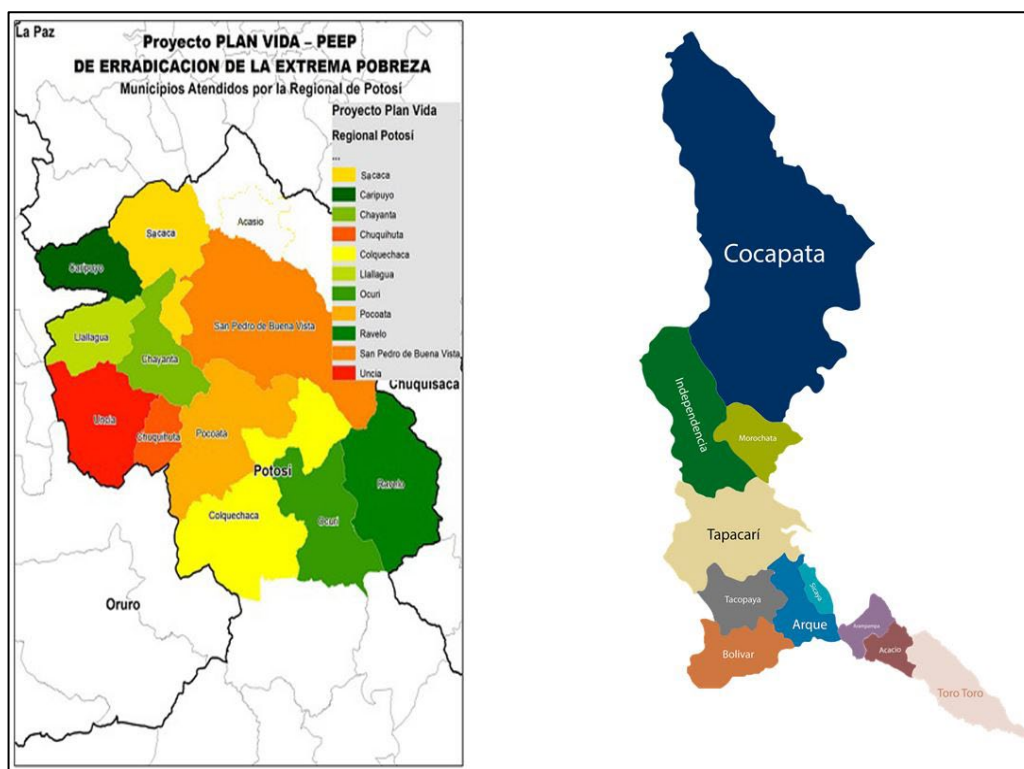 La Paz
Proyecto PLAN VIDA – PEEP
DE ERRADICACION DE LA EXTREMA POBREZA
Municipios Atendidos por la Regional de Potosí
Proyecto Plan Vida
Regional Potosí
...
Sacaca
Caripuyo
Chayanta
Chuquihuta
Colquechaca
Llallagua
Ocuri
Pocoata
Ravelo
San Pedro de Buena Vista
Uncia
Acasio
Sacaca
Caripuyo
San Pedro de Buena Vista
Llallagua
Chayanta
Chuquisaca
Uncia
Chuquihuta
Pocoata
Potosí
Ravelo
Colquechaca
Ocuri
Oruro
Cocapata
Independencia
Morochata
Tapacarí
Tacopaya
Sicaya
Arque
Bolivar
Arampampa
Acacio
Toro Toro